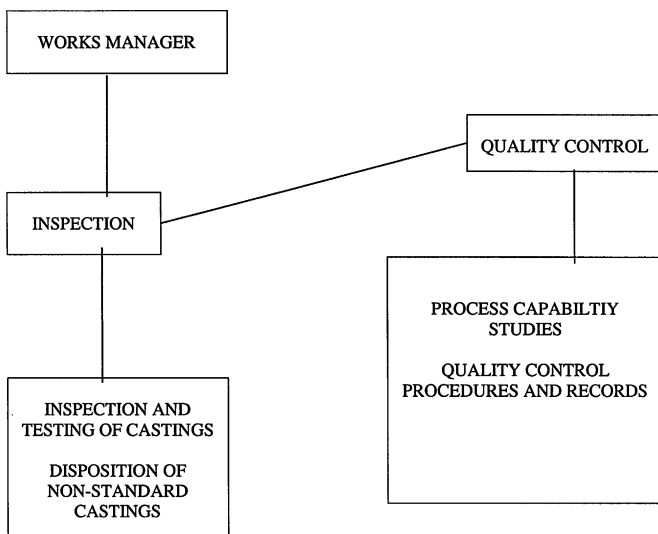 WORKS MANAGER
QUALITY CONTROL
INSPECTION
PROCESS CAPABILTIY
STUDIES
QUALITY CONTROL
PROCEDURES AND RECORDS
INSPECTION AND
TESTING OF CASTINGS
DISPOSITION OF
NON-STANDARD
CASTINGS